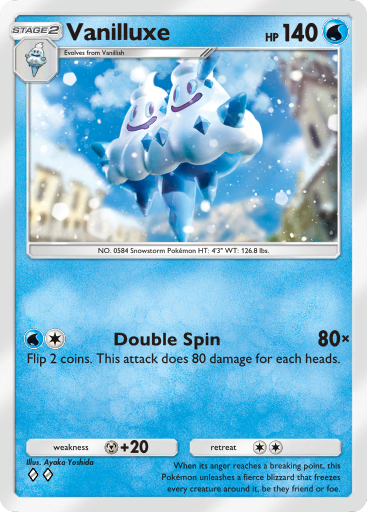 STAGE 2 Vanilluxe HP 140
Evolves from Vanillish
NO. 0584 Snowstorm Pokémon HT: 4'3" WT: 126.8 lbs.
Double Spin 80×
Flip 2 coins. This attack does 80 damage for each heads.
weakness +20 retreat
Illus. Ayaka Yoshida
When its anger reaches a breaking point, this
Pokémon unleashes a fierce blizzard that freezes
every creature around it, be they friend or foe.